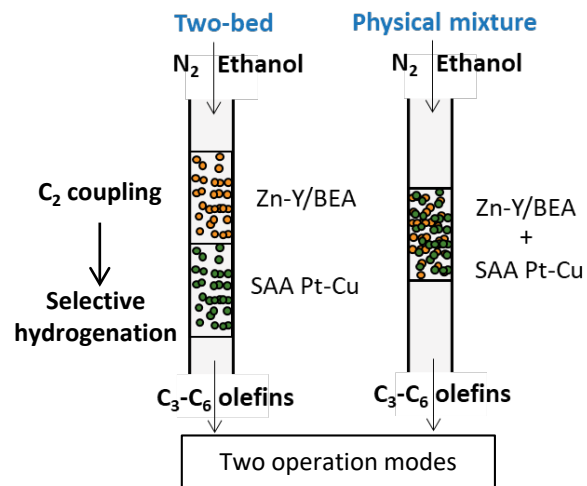 Two-bed
Physical mixture
N₂ Ethanol
N₂ Ethanol
C₂ coupling
Zn-Y/BEA
Zn-Y/BEA
+
SAA Pt-Cu
SAA Pt-Cu
Selective
hydrogenation
C₃-C₆ olefins
C₃-C₆ olefins
Two operation modes